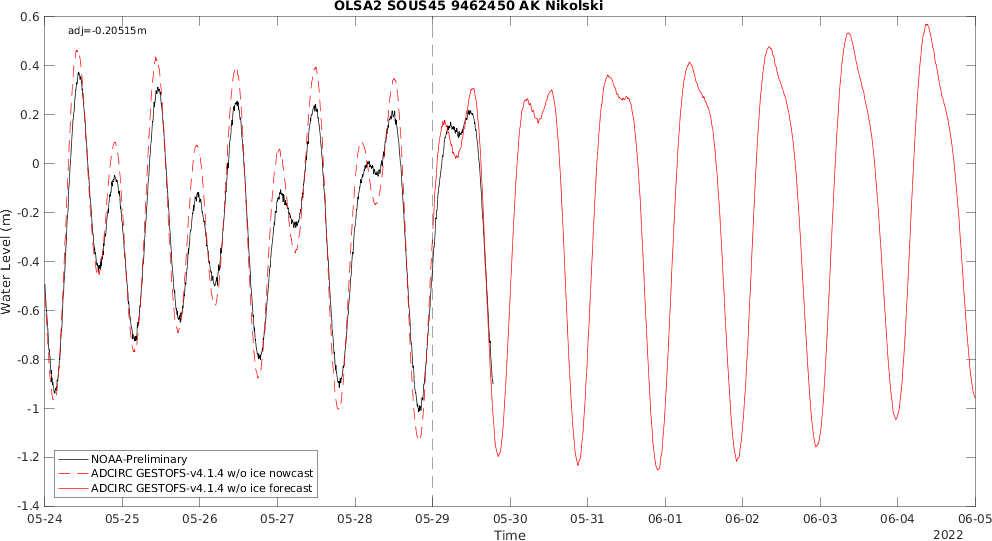 OLSA2 SOUS45 9462450 AK Nikolski
adj=-0.20515m
0.6
0.4
0.2
0
-0.2
-0.4
-0.6
-0.8
-1
-1.2
-1.4
Water Level (m)
NOAA-Preliminary
ADCIRC GESTOFS-v4.1.4 w/o ice nowcast
ADCIRC GESTOFS-v4.1.4 w/o ice forecast
05-24 05-25 05-26 05-27 05-28 05-29 05-30 05-31 06-01 06-02 06-03 06-04 06-05
Time
2022